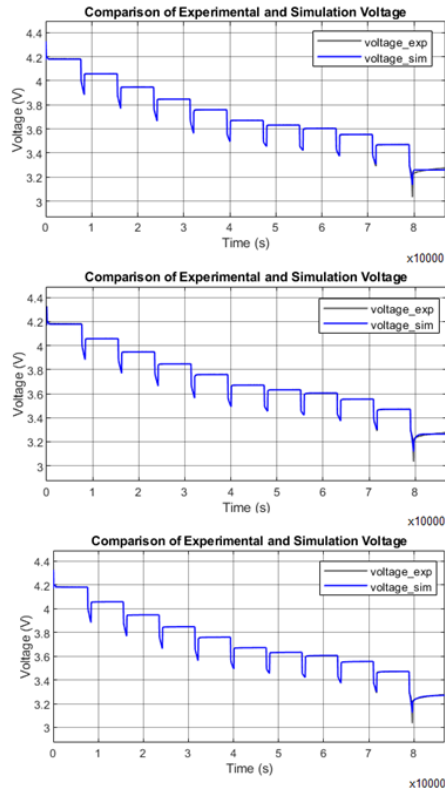 Comparison of Experimental and Simulation Voltage
4.4
4.2
4
3.8
3.6
3.4
3.2
3
Voltage (V)
voltage_exp
voltage_sim
0 1 2 3 4 5 6 7 8
Time (s)
x10000
Comparison of Experimental and Simulation Voltage
4.4
4.2
4
3.8
3.6
3.4
3.2
3
Voltage (V)
voltage_exp
voltage_sim
0 1 2 3 4 5 6 7 8
Time (s)
x10000
Comparison of Experimental and Simulation Voltage
4.4
4.2
4
3.8
3.6
3.4
3.2
3
Voltage (V)
voltage_exp
voltage_sim
0 1 2 3 4 5 6 7 8
Time (s)
x10000